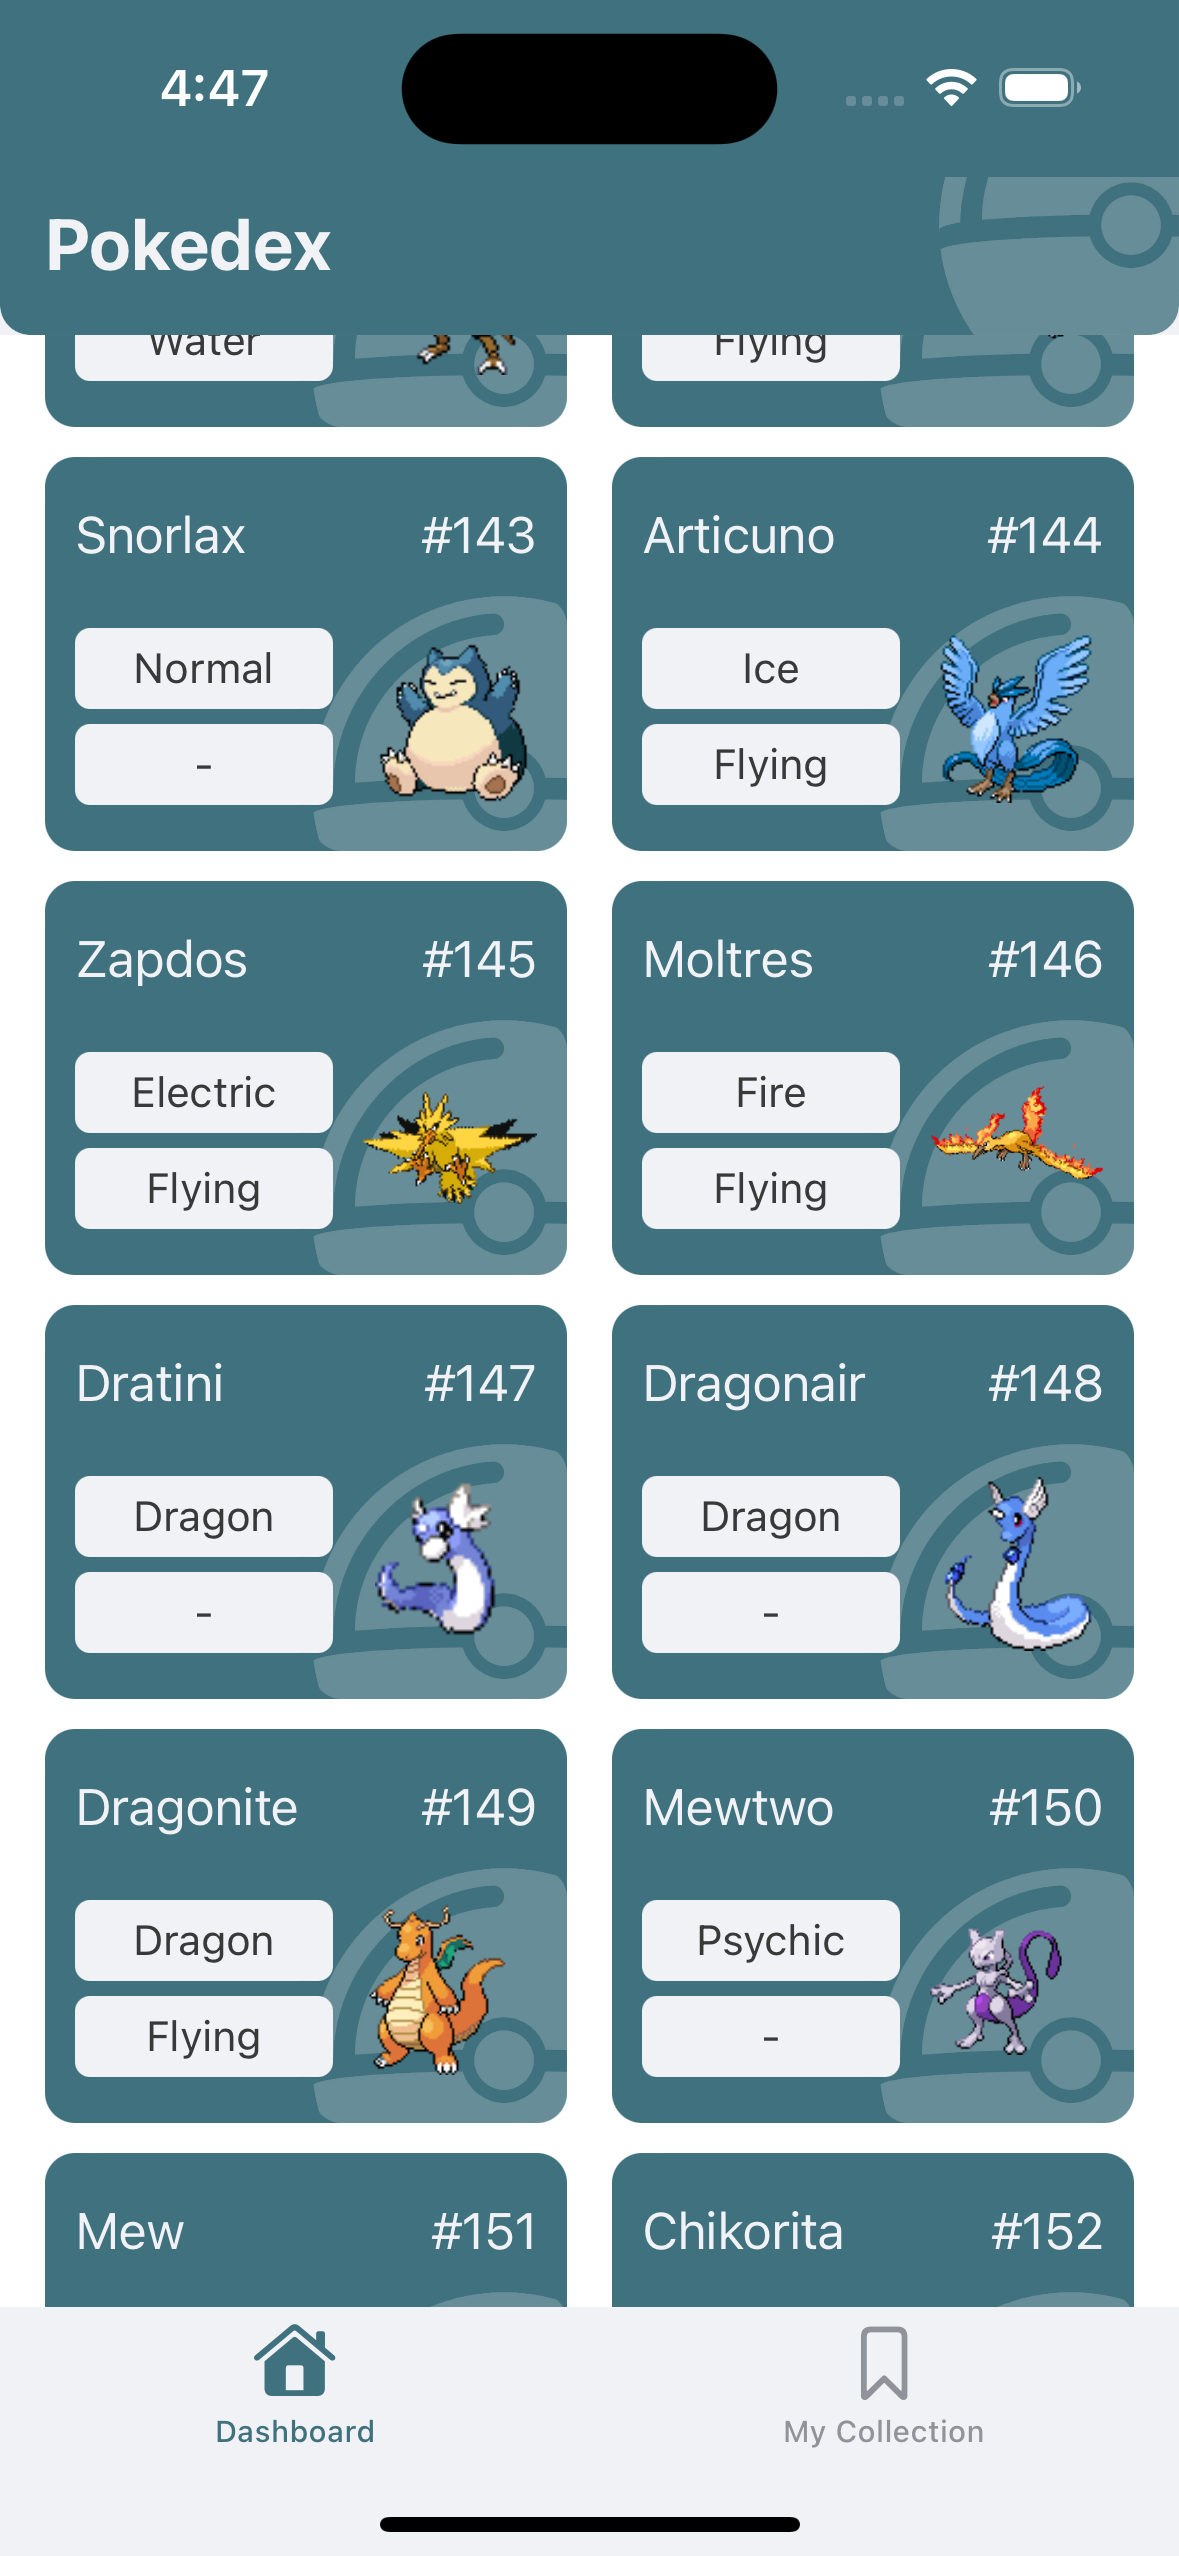 4:47
Pokedex
Water
Flying
Snorlax #143
Articuno #144
Normal
-
Ice
Flying
Zapdos #145
Moltres #146
Electric
Flying
Fire
Flying
Dratini #147
Dragonair #148
Dragon
-
Dragon
-
Dragonite #149
Mewtwo #150
Dragon
Flying
Psychic
-
Mew #151
Chikorita #152
Dashboard
My Collection